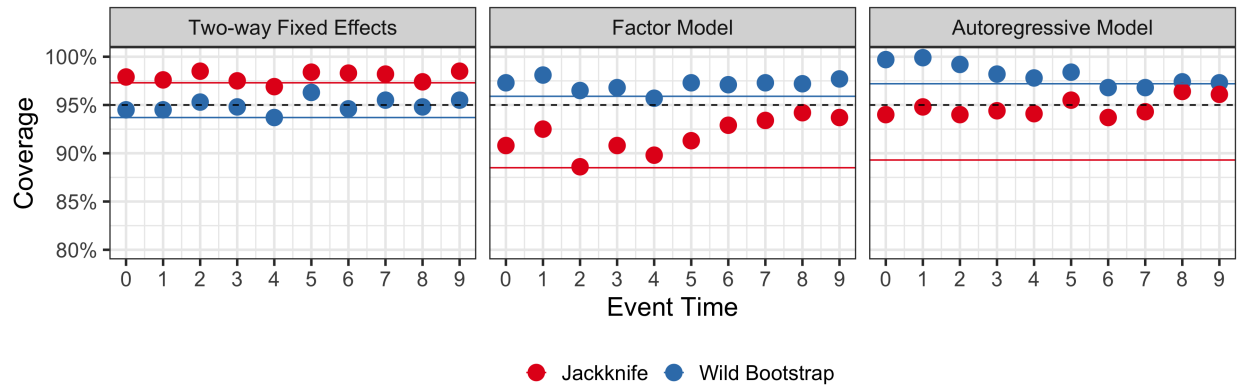 Two-way Fixed Effects
Factor Model
Autoregressive Model
Coverage
100%
95%
90%
85%
80%
0 1 2 3 4 5 6 7 8 9
0 1 2 3 4 5 6 7 8 9
0 1 2 3 4 5 6 7 8 9
Event Time
Jackknife
Wild Bootstrap